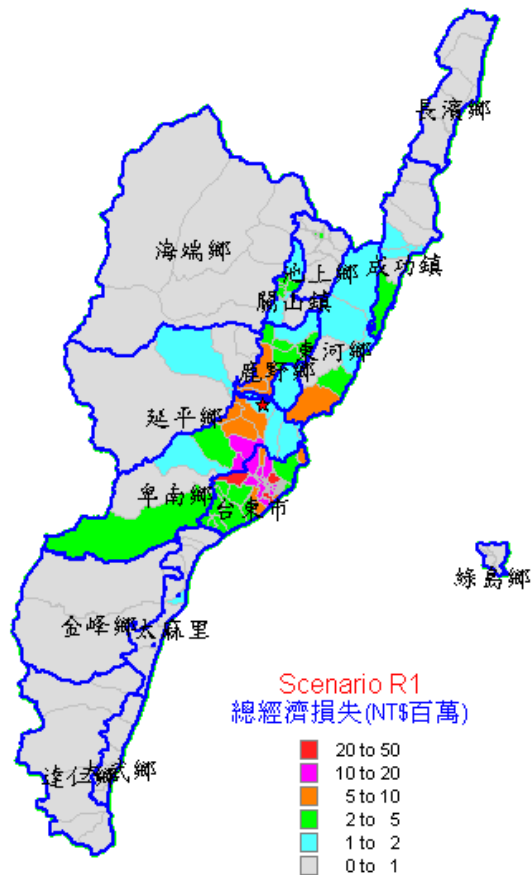 長濱鄉
海端鄉
池上鄉
成功鎮
關山鎮
東河鄉
鹿野鄉
延平鄉
卑南鄉
台東市
綠島鄉
金峰鄉
太麻里
達仁鄉
大武鄉
Scenario R1
總經濟損失(NT$百萬)
20 to 50
10 to 20
5 to 10
2 to 5
1 to 2
0 to 1